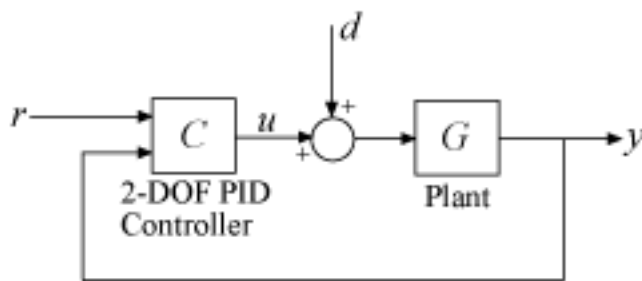 d
+
r
C
u
+
G
y
2-DOF PID
Controller
Plant